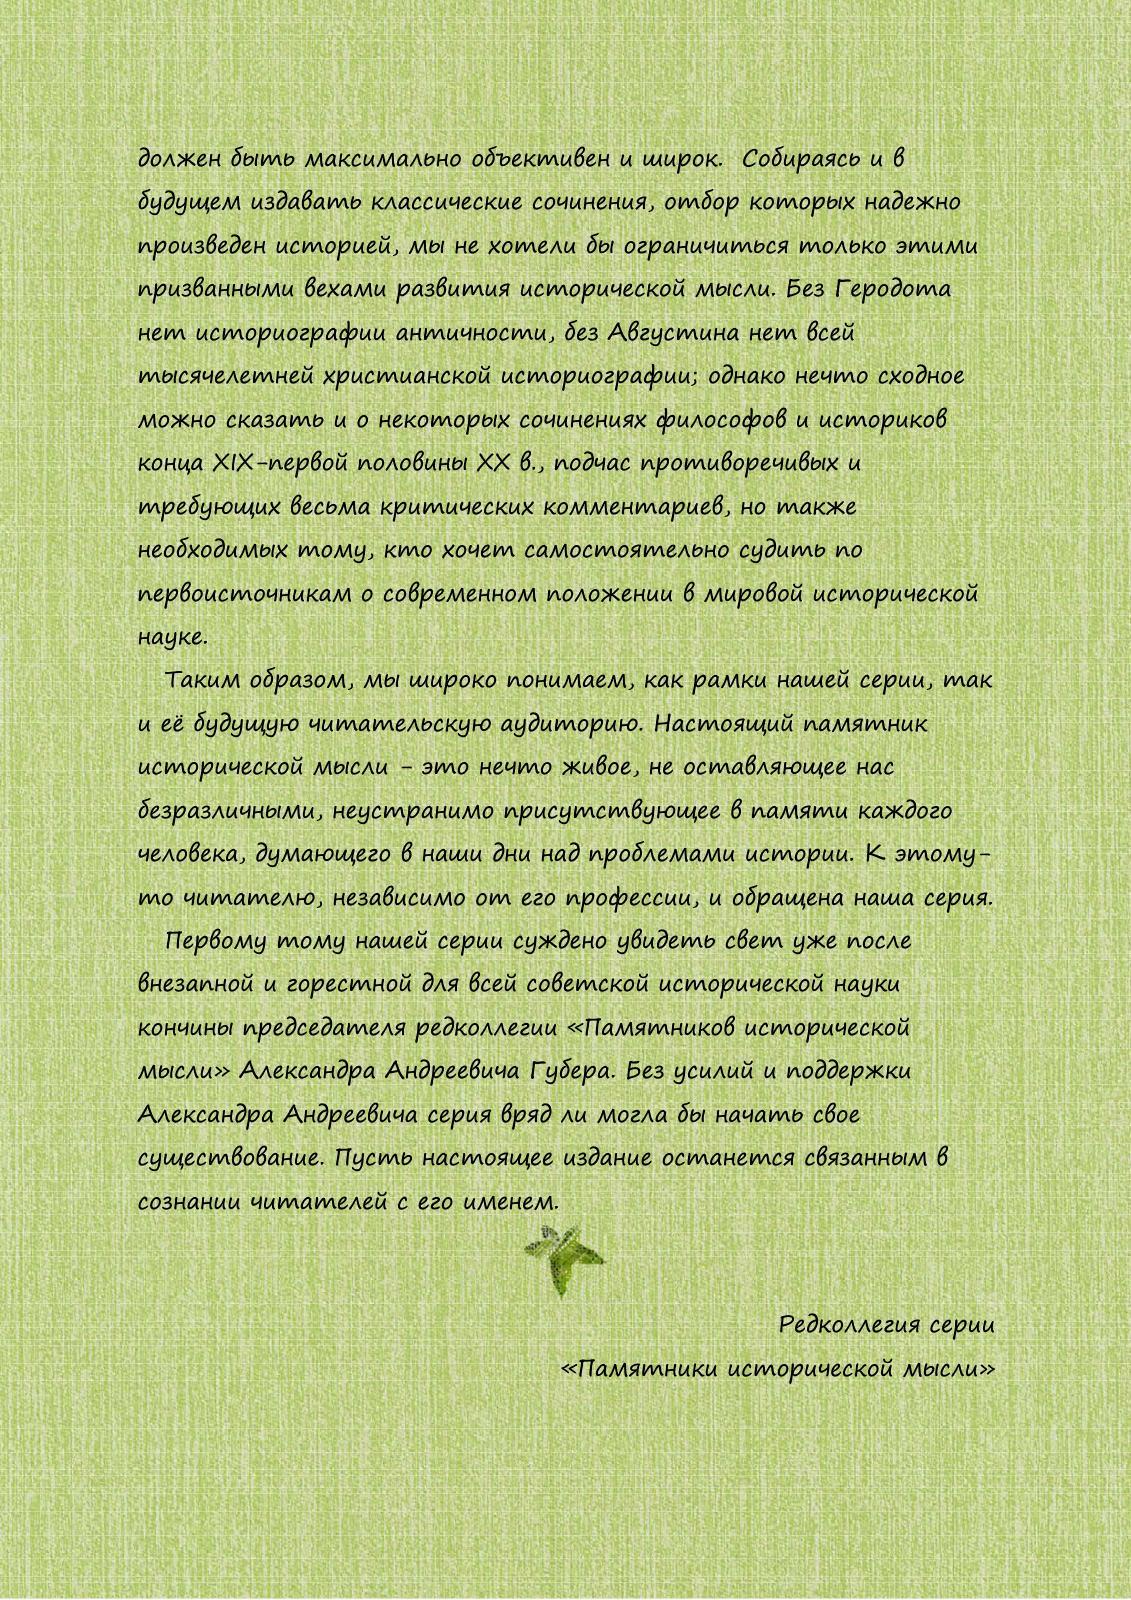 должен быть максимально объективен и широк.  Собираясь и в
будущем издавать классические сочинения, отбор которых надежно
произведен историей, мы не хотели бы ограничиться только этими
призванными вехами развития исторической мысли. Без Геродота
нет историографии античности, без Августина нет всей
тысячелетней христианской историографии; однако нечто сходное
можно сказать и о некоторых сочинениях философов и историков
конца XIX-первой половины XX в., подчас противоречивых и
требующих весьма критических комментариев, но также
необходимых тому, кто хочет самостоятельно судить по
первоисточникам о современном положении в мировой исторической
науке.
Таким образом, мы широко понимаем, как рамки нашей серии, так
и её будущую читательскую аудиторию. Настоящий памятник
исторической мысли - это нечто живое, не оставляющее нас
безразличными, неустранимо присутствующее в памяти каждого
человека, думающего в наши дни над проблемами истории. К этому-
то читателю, независимо от его профессии, и обращена наша серия.
Первому тому нашей серии суждено увидеть свет уже после
внезапной и горестной для всей советской исторической науки
кончины председателя редколлегии «Памятников исторической
мысли» Александра Андреевича Губера. Без усилий и поддержки
Александра Андреевича серия вряд ли могла бы начать свое
существование. Пусть настоящее издание останется связанным в
сознании читателей с его именем.
Редколлегия серии
«Памятники исторической мысли»